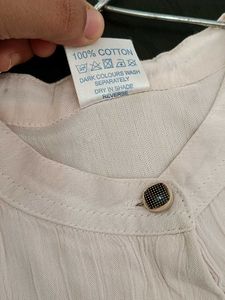 100% COTTON
DARK COLOURS WASH
SEPARATELY
DRY IN SHADE
REVERSE